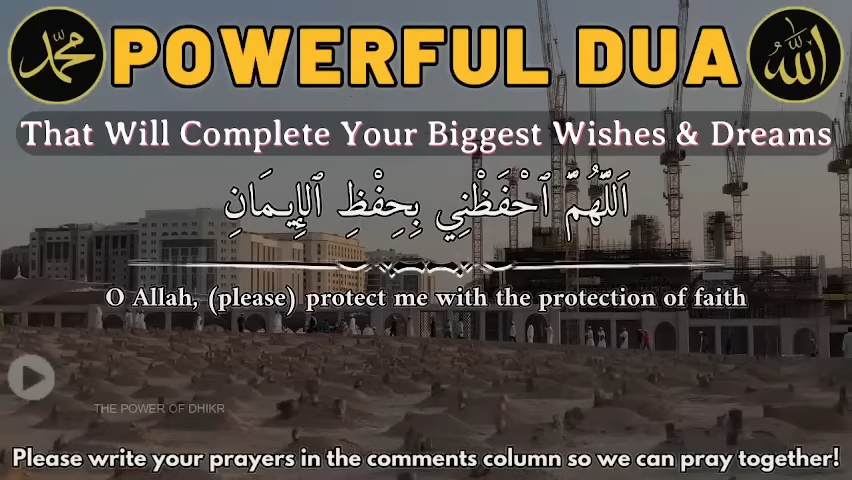 محمد
POWERFUL DUA
الله
That Will Complete Your Biggest Wishes & Dreams
اَللّٰهُمَّ ٱحْفَظْنِي بِحِفْظِ ٱلإِيمَانِ
O Allah, (please) protect me with the protection of faith
THE POWER OF DHIKR
Please write your prayers in the comments column so we can pray together!